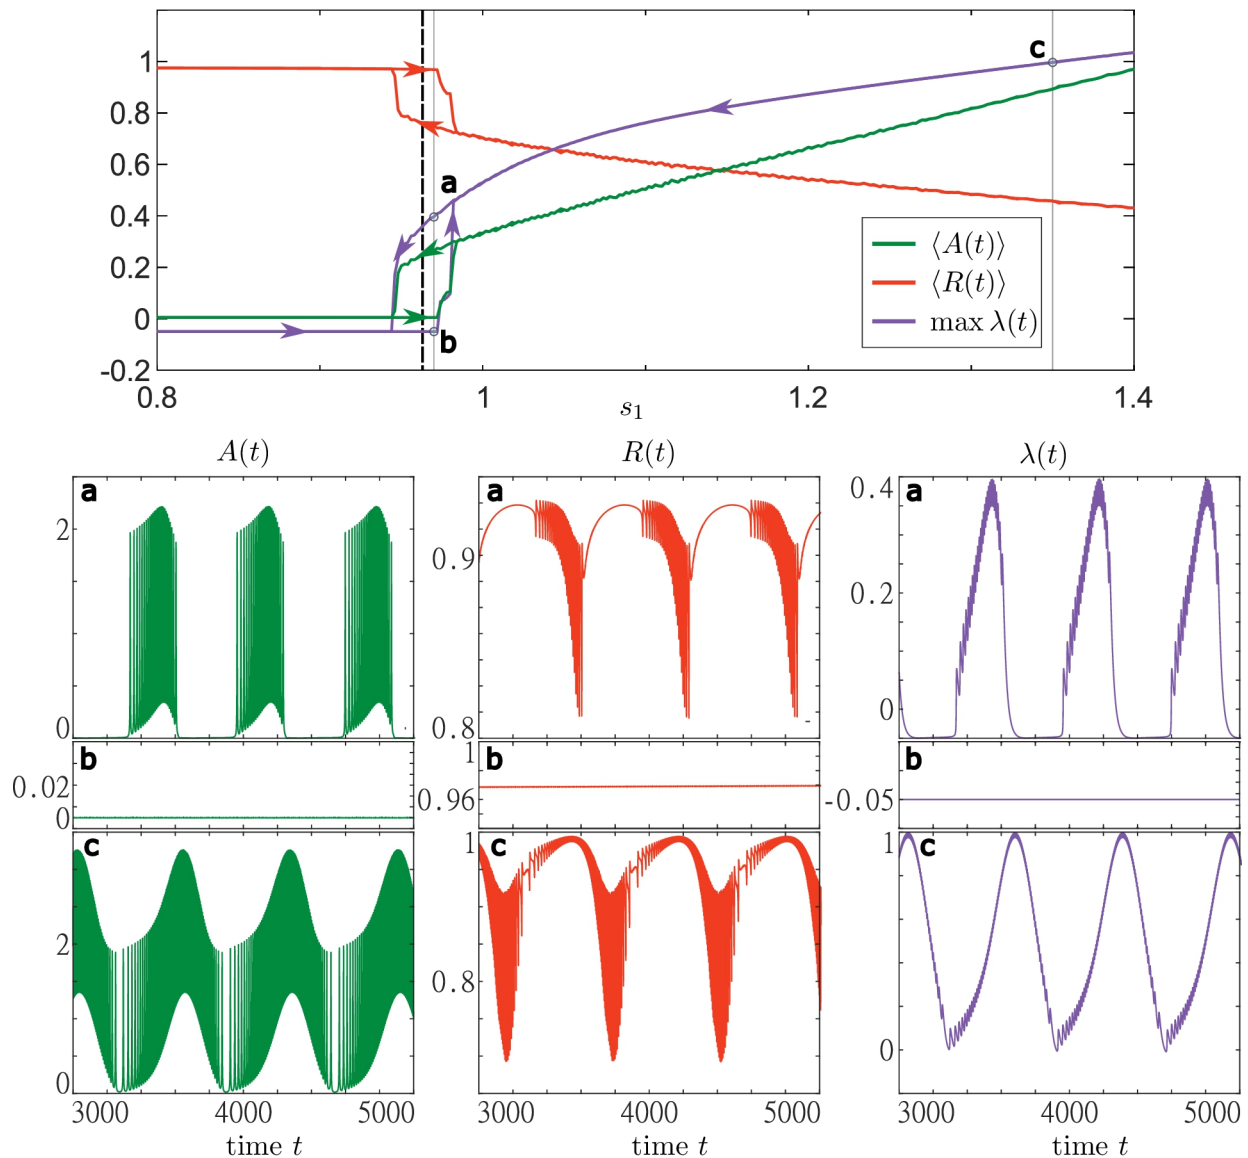 1
0.8
0.6
0.4
0.2
0
-0.2
c
a
b
⟨A(t)⟩
⟨R(t)⟩
max λ(t)
0.8 1 1.2 1.4
s₁
A(t) R(t) λ(t)
a a a
2 0.9 0.4
0.2
0 0.8 0
b b b
0.02 1 -0.05
0 0.96
c c c
1 1
2 0.8
0 0
3000 4000 5000 3000 4000 5000 3000 4000 5000
time t time t time t